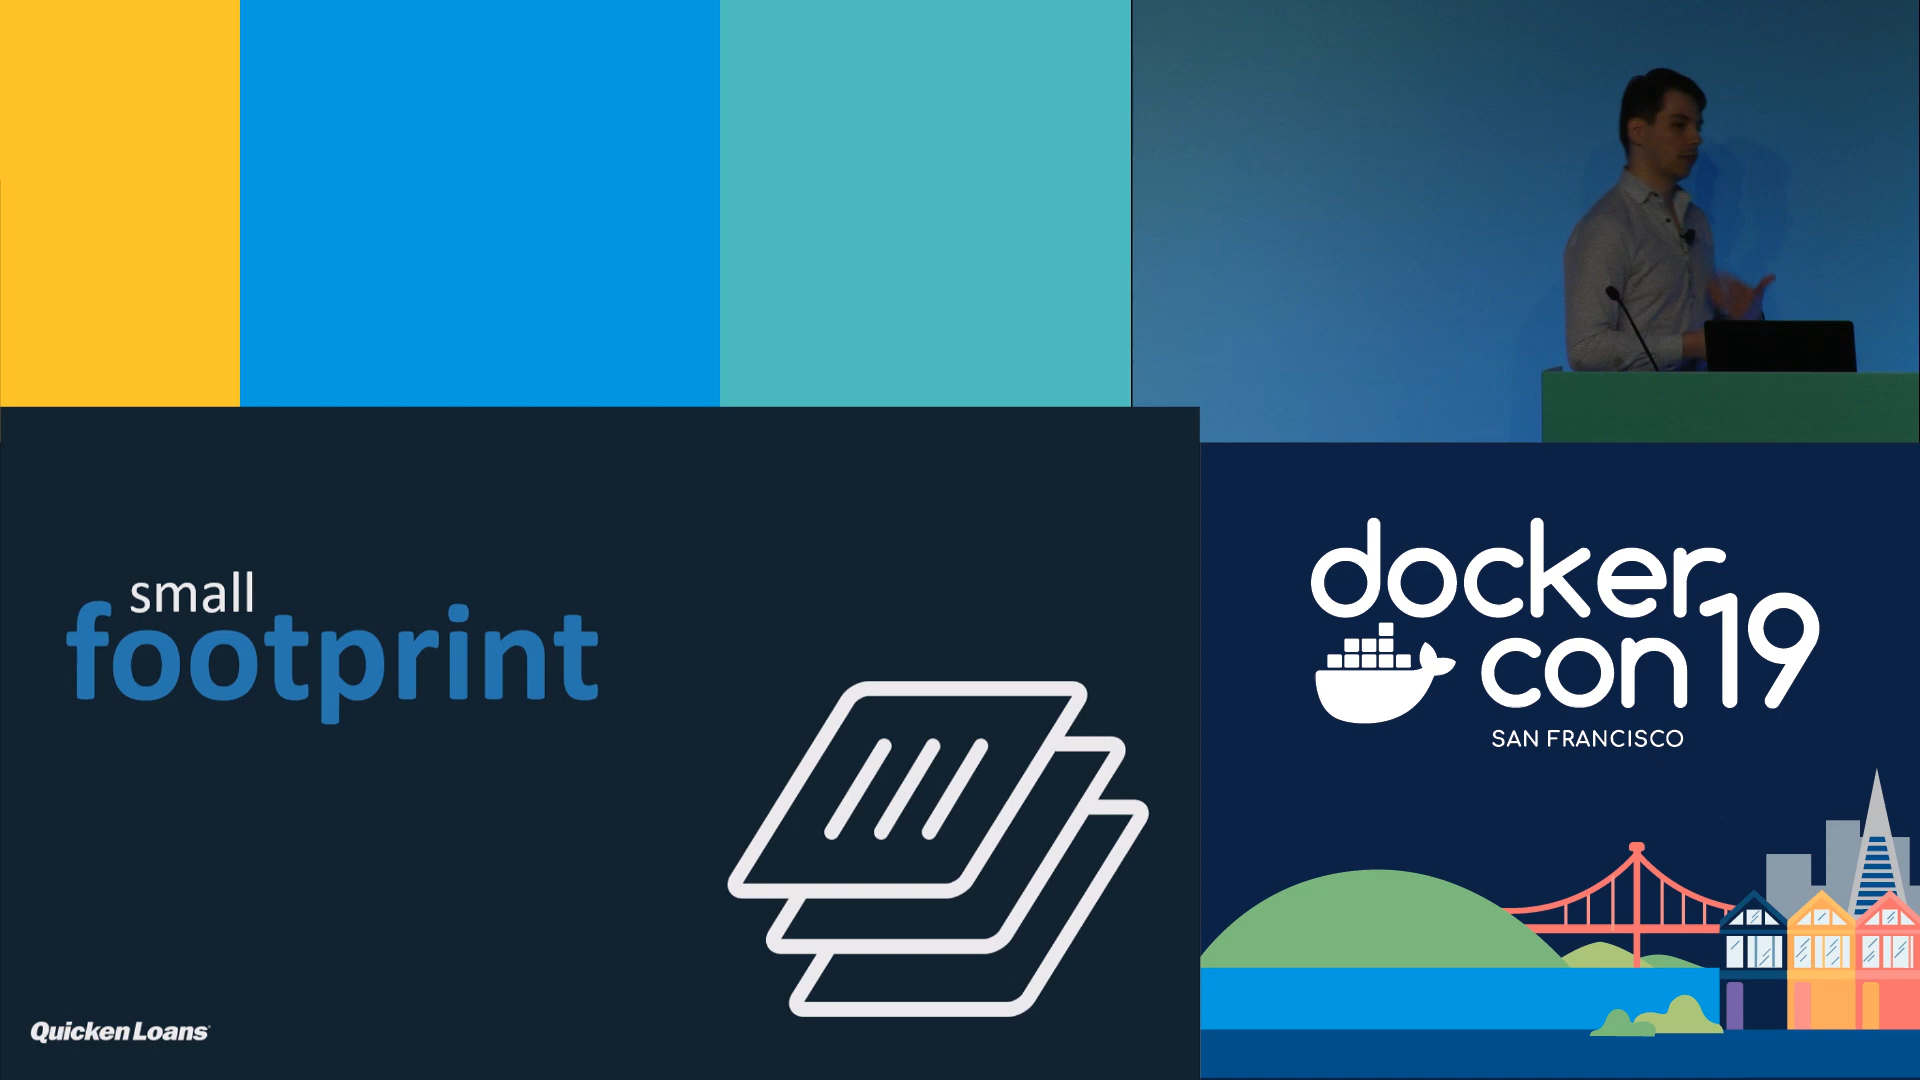 small
footprint
Quicken Loans
docker
con 19
SAN FRANCISCO